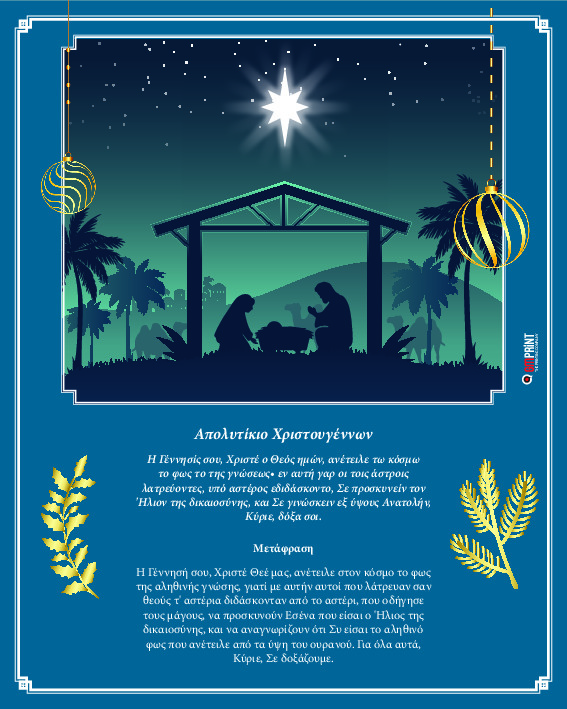 Απολυτίκιο Χριστουγέννων
Η Γέννησίς σου, Χριστέ ο Θεός ημών, ανέτειλε τω κόσμω
το φως το της γνώσεως• εν αυτή γαρ οι τοις άστροις
λατρεύοντες, υπό αστέρος εδιδάσκοντο, Σε προσκυνείν τον
Ήλιον της δικαιοσύνης, και Σε γινώσκειν εξ ύψους Ανατολήν,
Κύριε, δόξα σοι.
Μετάφραση
Η Γέννησή σου, Χριστέ Θεέ μας, ανέτειλε στον κόσμο το φως
της αληθινής γνώσης, γιατί με αυτήν αυτοί που λάτρευαν σαν
θεούς τ' αστέρια διδάσκονταν από το αστέρι, που οδήγησε
τους μάγους, να προσκυνούν Εσένα που είσαι ο Ήλιος της
δικαιοσύνης, και να αναγνωρίζουν ότι Συ είσαι το αληθινό
φως που ανέτειλε από τα ύψη του ουρανού. Για όλα αυτά,
Κύριε, Σε δοξάζουμε.